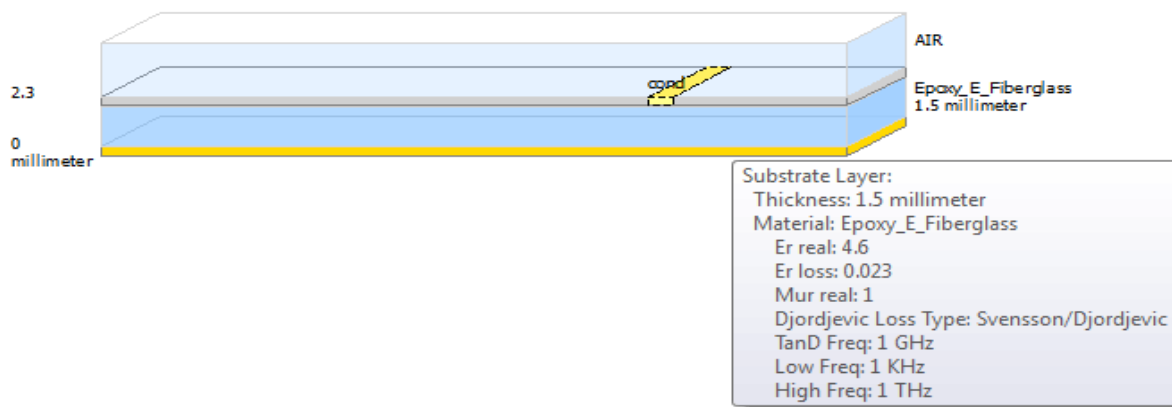 AIR
cond
2.3
Epoxy_E_Fiberglass
1.5 millimeter
0
millimeter
Substrate Layer:
Thickness: 1.5 millimeter
Material: Epoxy_E_Fiberglass
Er real: 4.6
Er loss: 0.023
Mur real: 1
Djordjevic Loss Type: Svensson/Djordjevic
TanD Freq: 1 GHz
Low Freq: 1 KHz
High Freq: 1 THz